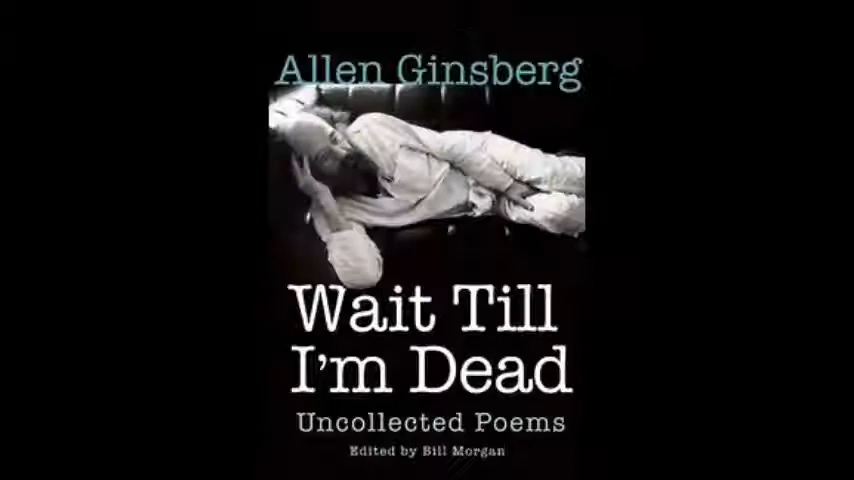 Allen Ginsberg
Wait Till
I'm Dead
Uncollected Poems
Edited by Bill Morgan